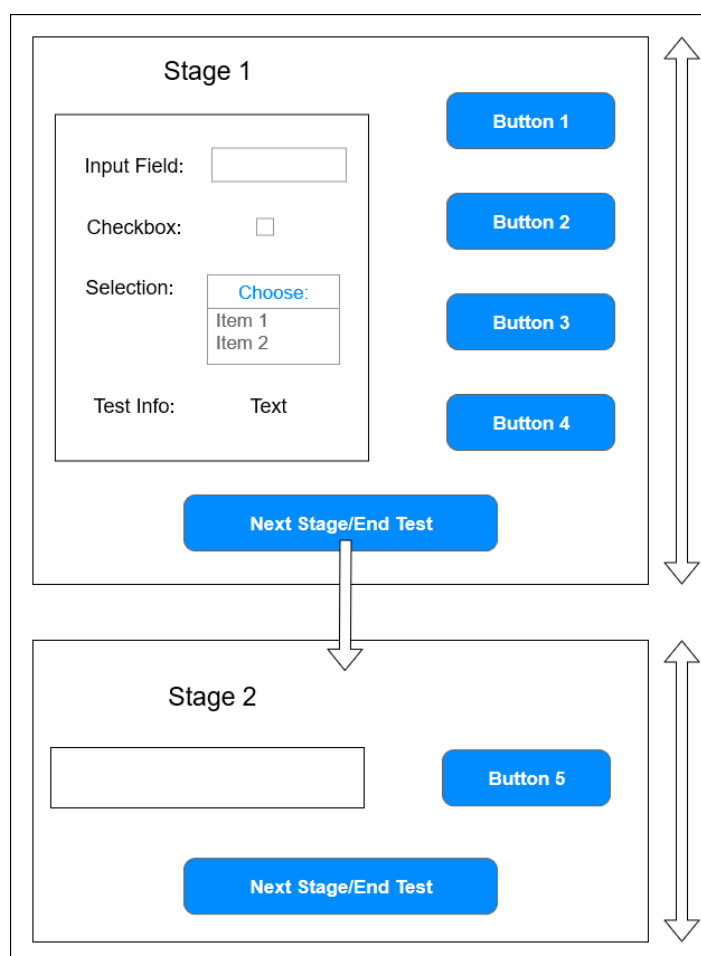 Stage 1
Button 1
Input Field:
Button 2
Checkbox:
Selection:
Choose:
Item 1
Item 2
Button 3
Test Info: Text
Button 4
Next Stage/End Test
Stage 2
Button 5
Next Stage/End Test